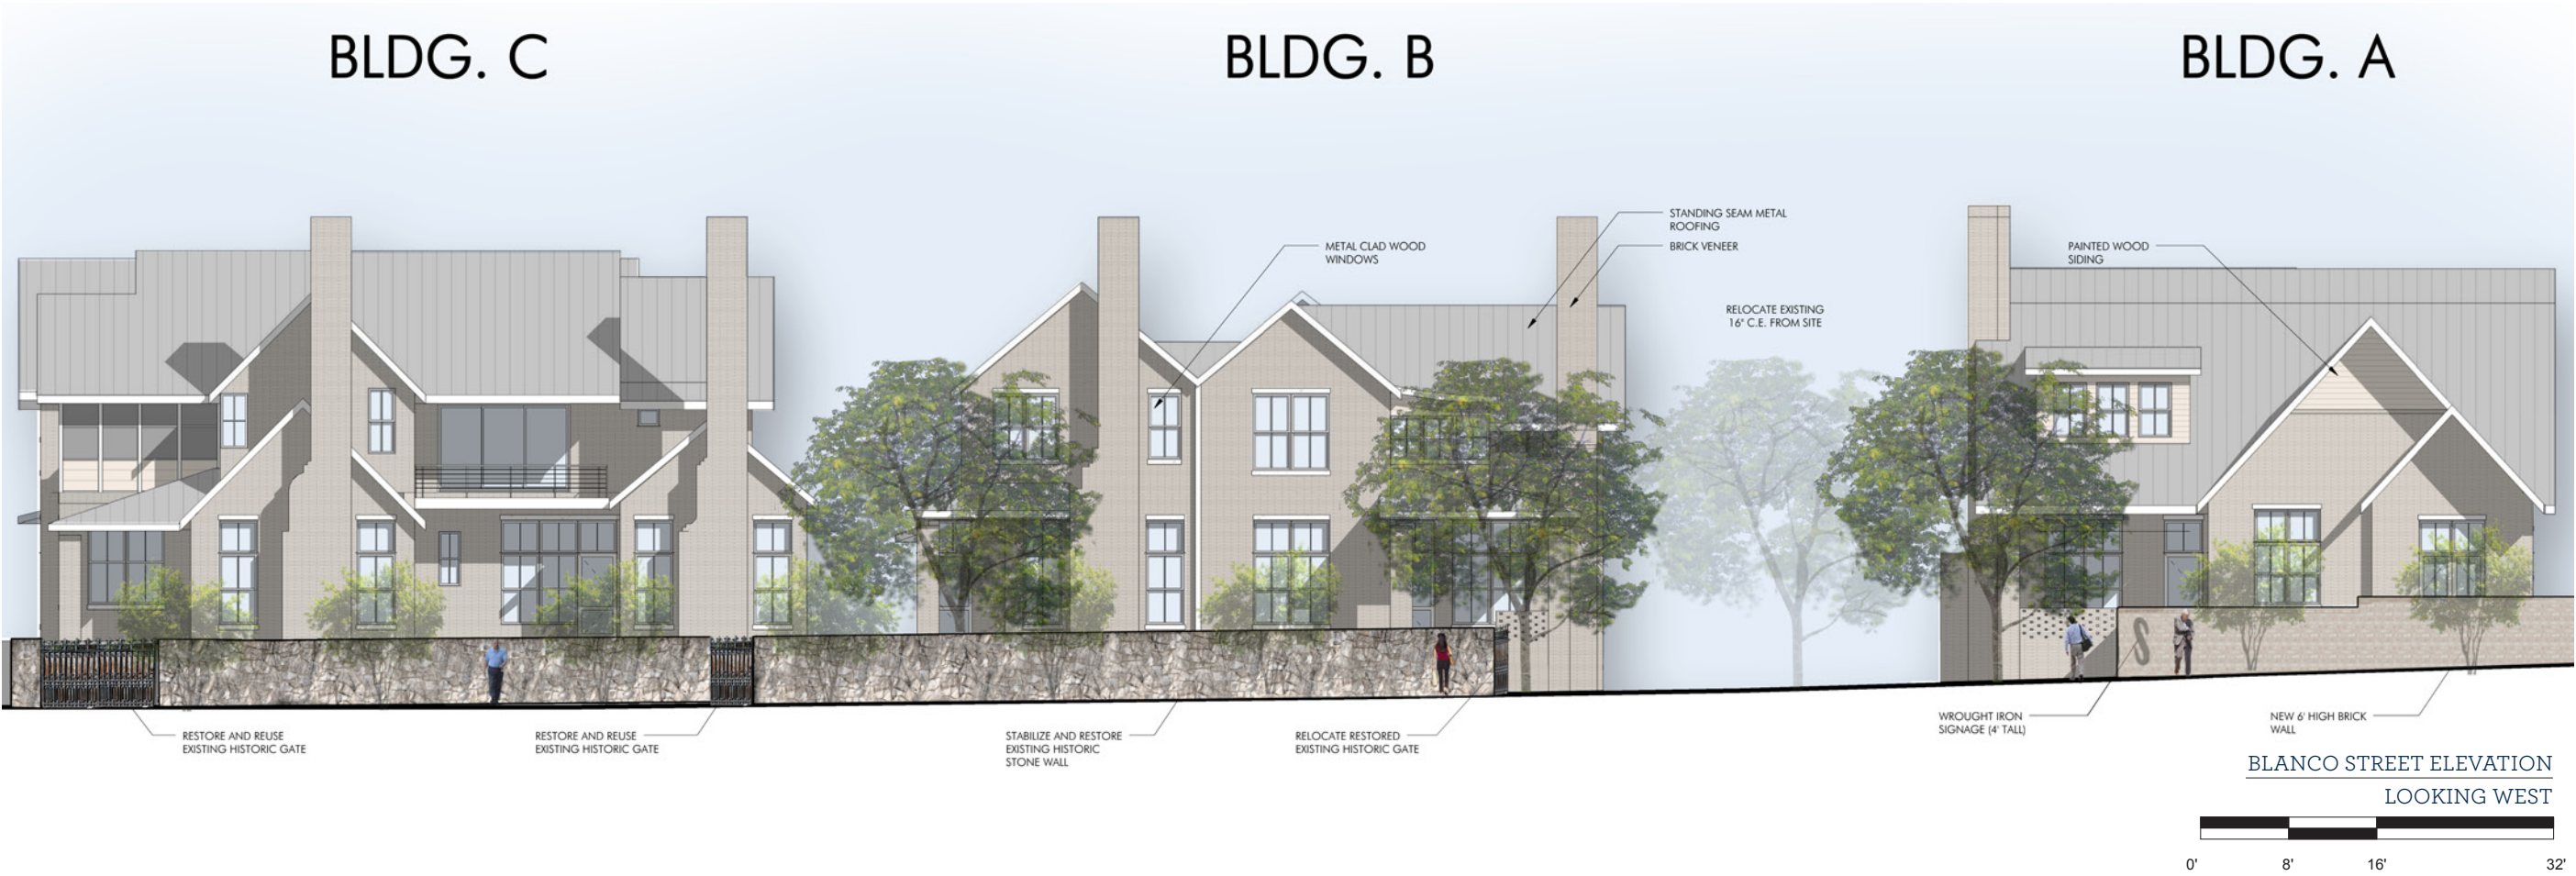 BLDG. C
BLDG. B
BLDG. A
STANDING SEAM METAL
ROOFING
BRICK VENEER
METAL CLAD WOOD
WINDOWS
PAINTED WOOD
SIDING
RELOCATE EXISTING
16" C.E. FROM SITE
S
RESTORE AND REUSE
EXISTING HISTORIC GATE
RESTORE AND REUSE
EXISTING HISTORIC GATE
STABILIZE AND RESTORE
EXISTING HISTORIC
STONE WALL
RELOCATE RESTORED
EXISTING HISTORIC GATE
WROUGHT IRON
SIGNAGE (4' TALL)
NEW 6' HIGH BRICK
WALL
BLANCO STREET ELEVATION
LOOKING WEST
0'
8'
16'
32'